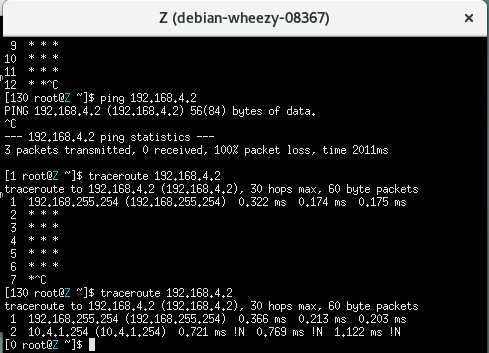 Z (debian-wheezy-08367)
×
9 * * *
10 * * *
11 * * *
12 * *^C
[130 root@Z ~]$ ping 192.168.4.2
PING 192.168.4.2 (192.168.4.2) 56(84) bytes of data.
^C
--- 192.168.4.2 ping statistics ---
3 packets transmitted, 0 received, 100% packet loss, time 2011ms
[1 root@Z ~]$ traceroute 192.168.4.2
traceroute to 192.168.4.2 (192.168.4.2), 30 hops max, 60 byte packets
1 192.168.255.254 (192.168.255.254) 0.322 ms 0.174 ms 0.175 ms
2 * * *
3 * * *
4 * * *
5 * * *
6 * * *
7 *^C
[130 root@Z ~]$ traceroute 192.168.4.2
traceroute to 192.168.4.2 (192.168.4.2), 30 hops max, 60 byte packets
1 192.168.255.254 (192.168.255.254) 0.366 ms 0.213 ms 0.203 ms
2 10.4.1.254 (10.4.1.254) 0.721 ms !N 0.769 ms !N 1.122 ms !N
[0 root@Z ~]$